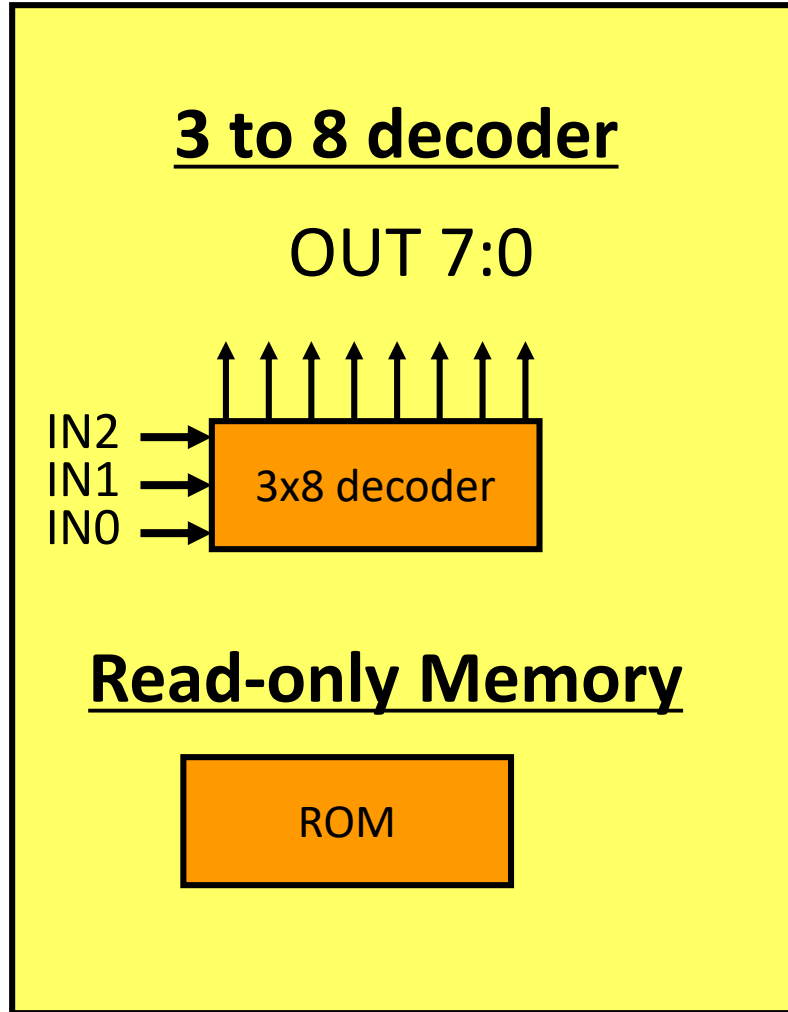 3 to 8 decoder
OUT 7:0
IN2
IN1
IN0
3x8 decoder
Read-only Memory
ROM